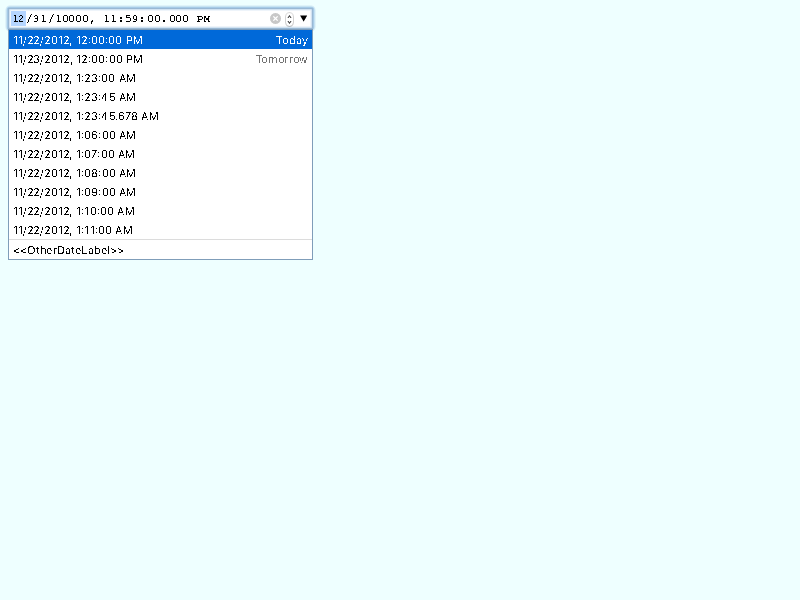 12/31/10000, 11:59:00.000 PM
11/22/2012, 12:00:00 PM Today
11/23/2012, 12:00:00 PM Tomorrow
11/22/2012, 1:23:00 AM
11/22/2012, 1:23:45 AM
11/22/2012, 1:23:45.678 AM
11/22/2012, 1:06:00 AM
11/22/2012, 1:07:00 AM
11/22/2012, 1:08:00 AM
11/22/2012, 1:09:00 AM
11/22/2012, 1:10:00 AM
11/22/2012, 1:11:00 AM
<<OtherDateLabel>>